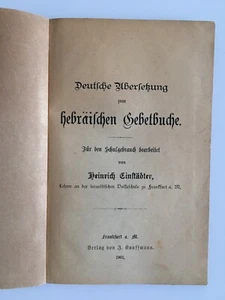 Deutsche Übersetzung
zum
hebräischen Gebetbuche.
Für den Schulgebrauch bearbeitet
von
Heinrich Einstädter,
Lehrer an der israelitischen Volksschule zu Frankfurt a. M.
Frankfurt a. M.
Verlag von J. Kauffmann.